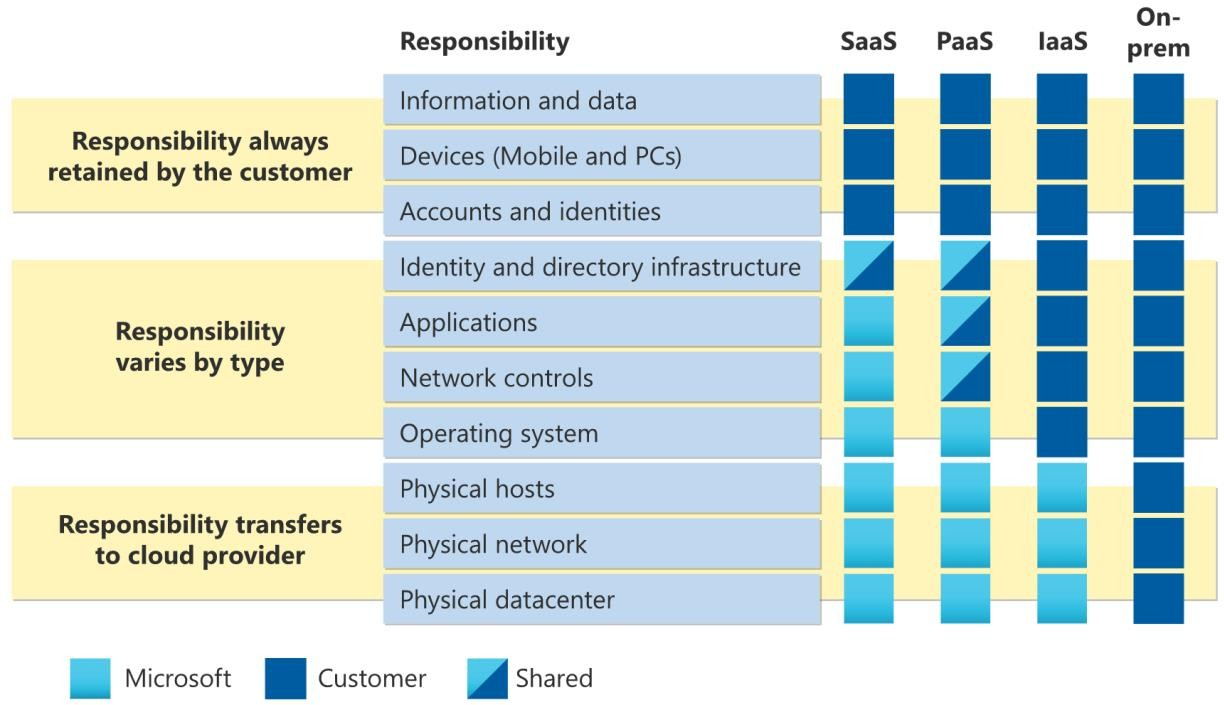 Responsibility SaaS PaaS IaaS On-
prem
Responsibility always
retained by the customer
Information and data
Devices (Mobile and PCs)
Accounts and identities
Responsibility
varies by type
Identity and directory infrastructure
Applications
Network controls
Operating system
Responsibility transfers
to cloud provider
Physical hosts
Physical network
Physical datacenter
Microsoft Customer Shared